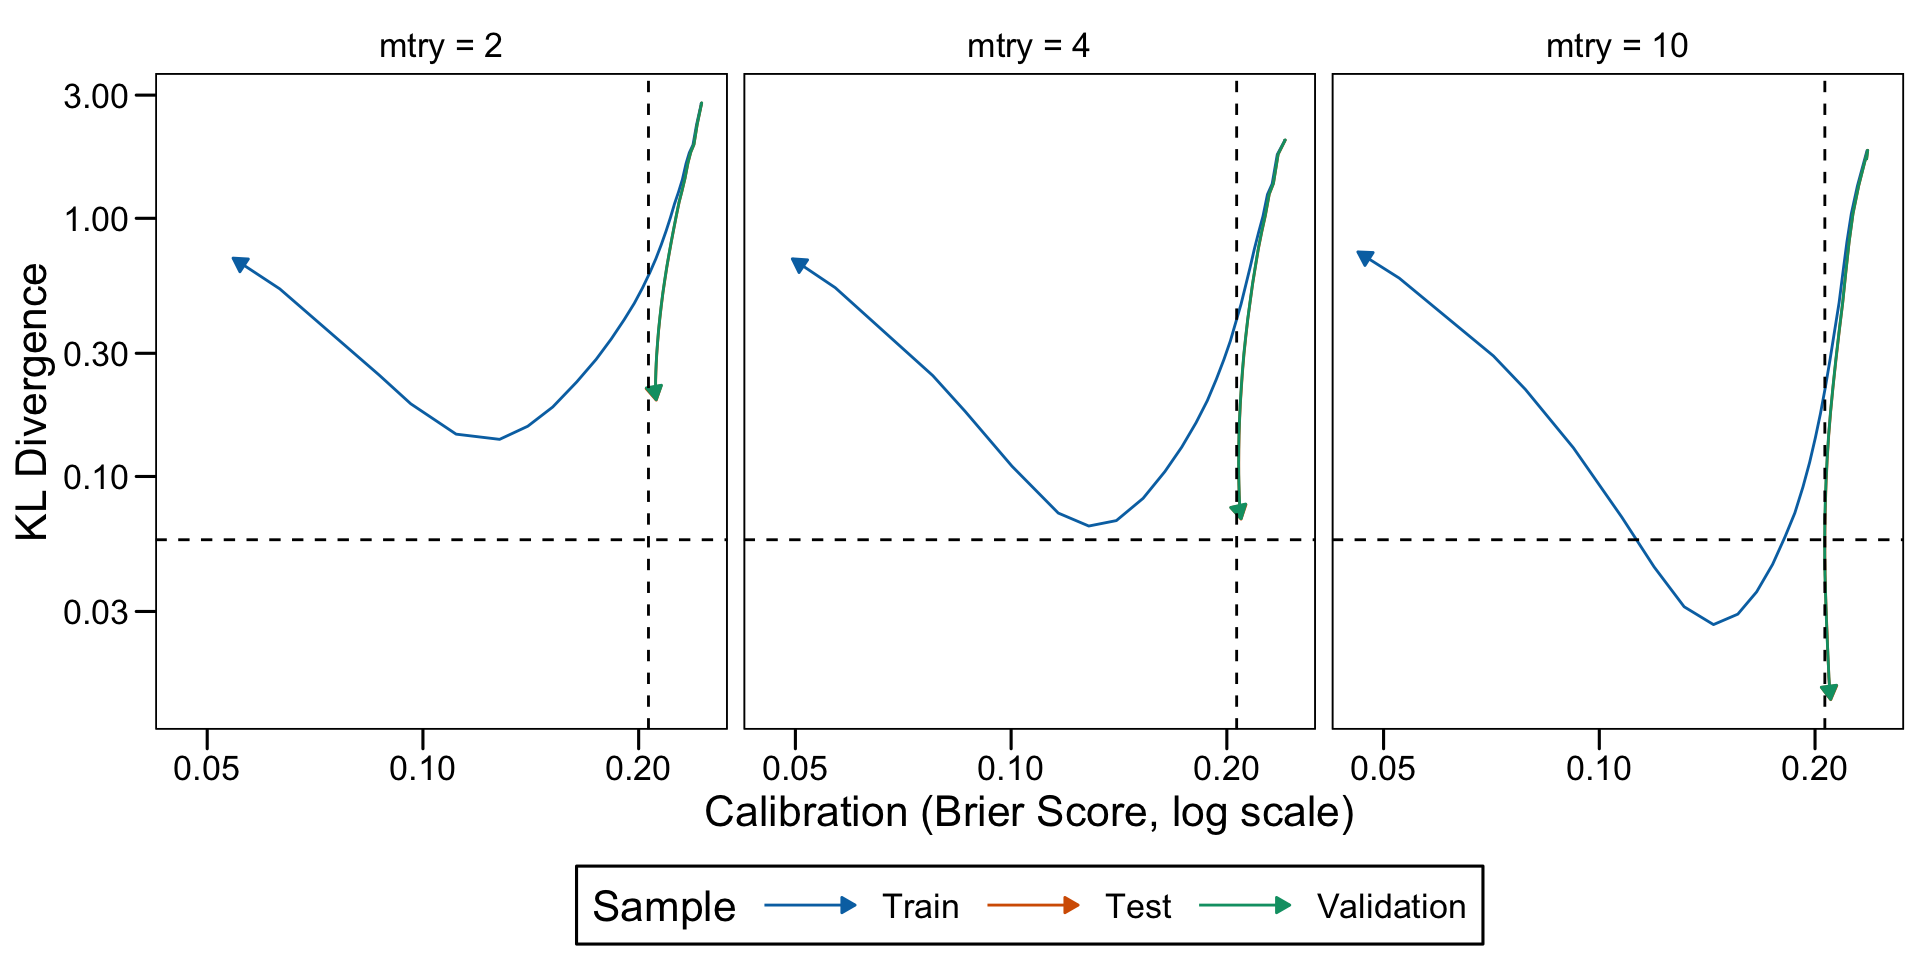 mtry = 2
mtry = 4
mtry = 10
KL Divergence
3.00
1.00
0.30
0.10
0.03
0.05 0.10 0.20
0.05 0.10 0.20
0.05 0.10 0.20
Calibration (Brier Score, log scale)
Sample Train Test Validation